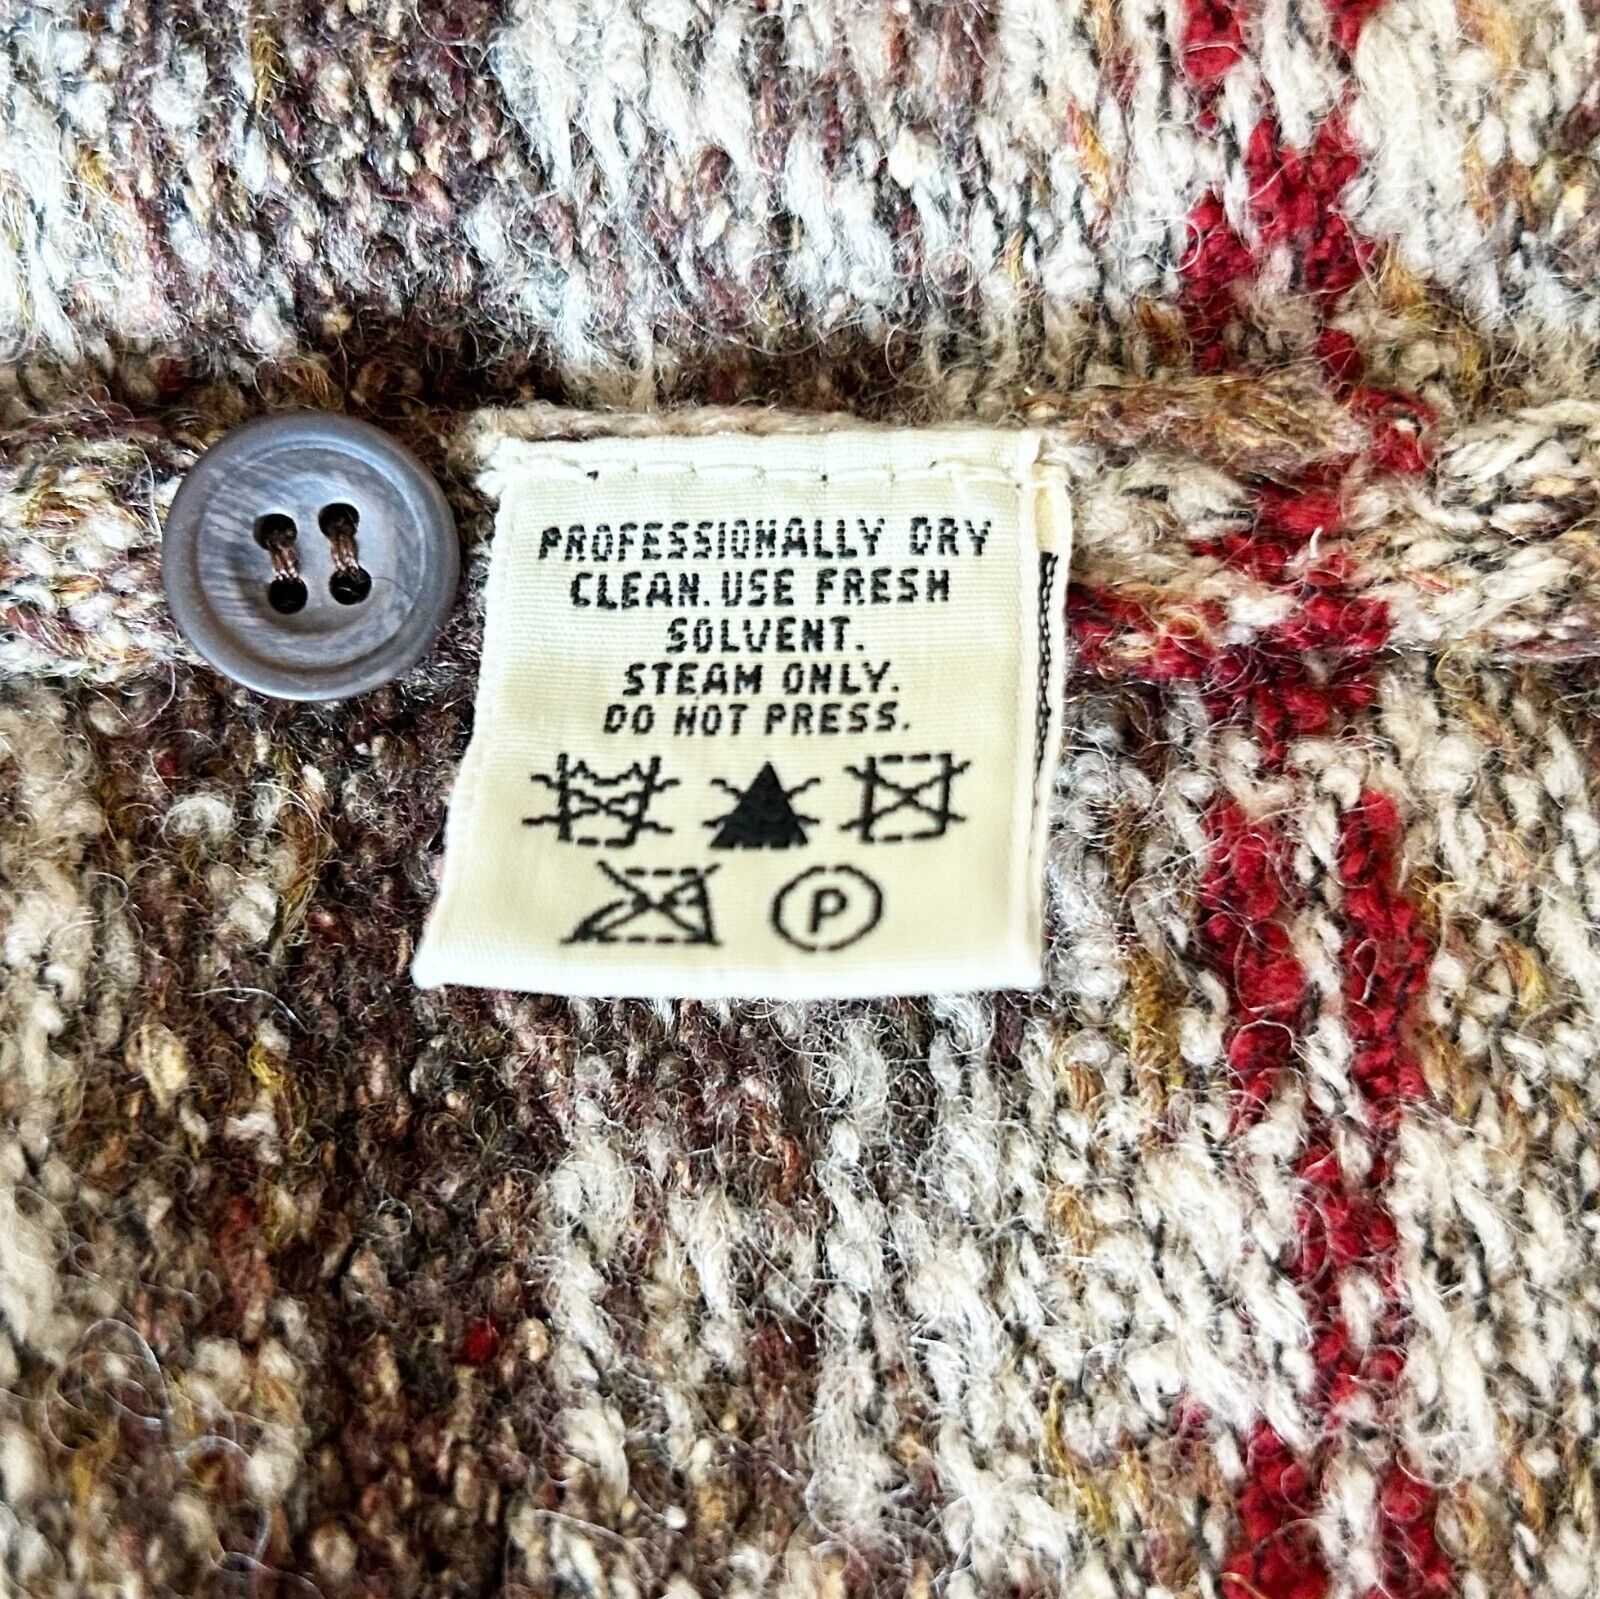 PROFESSIONALLY DRY
CLEAN. USE FRESH
SOLVENT.
STEAM ONLY.
DO NOT PRESS.
P